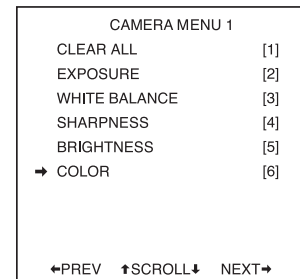 CAMERA MENU 1
CLEAR ALL [1]
EXPOSURE [2]
WHITE BALANCE [3]
SHARPNESS [4]
BRIGHTNESS [5]
➔ COLOR [6]
←PREV ↑SCROLL↓ NEXT→